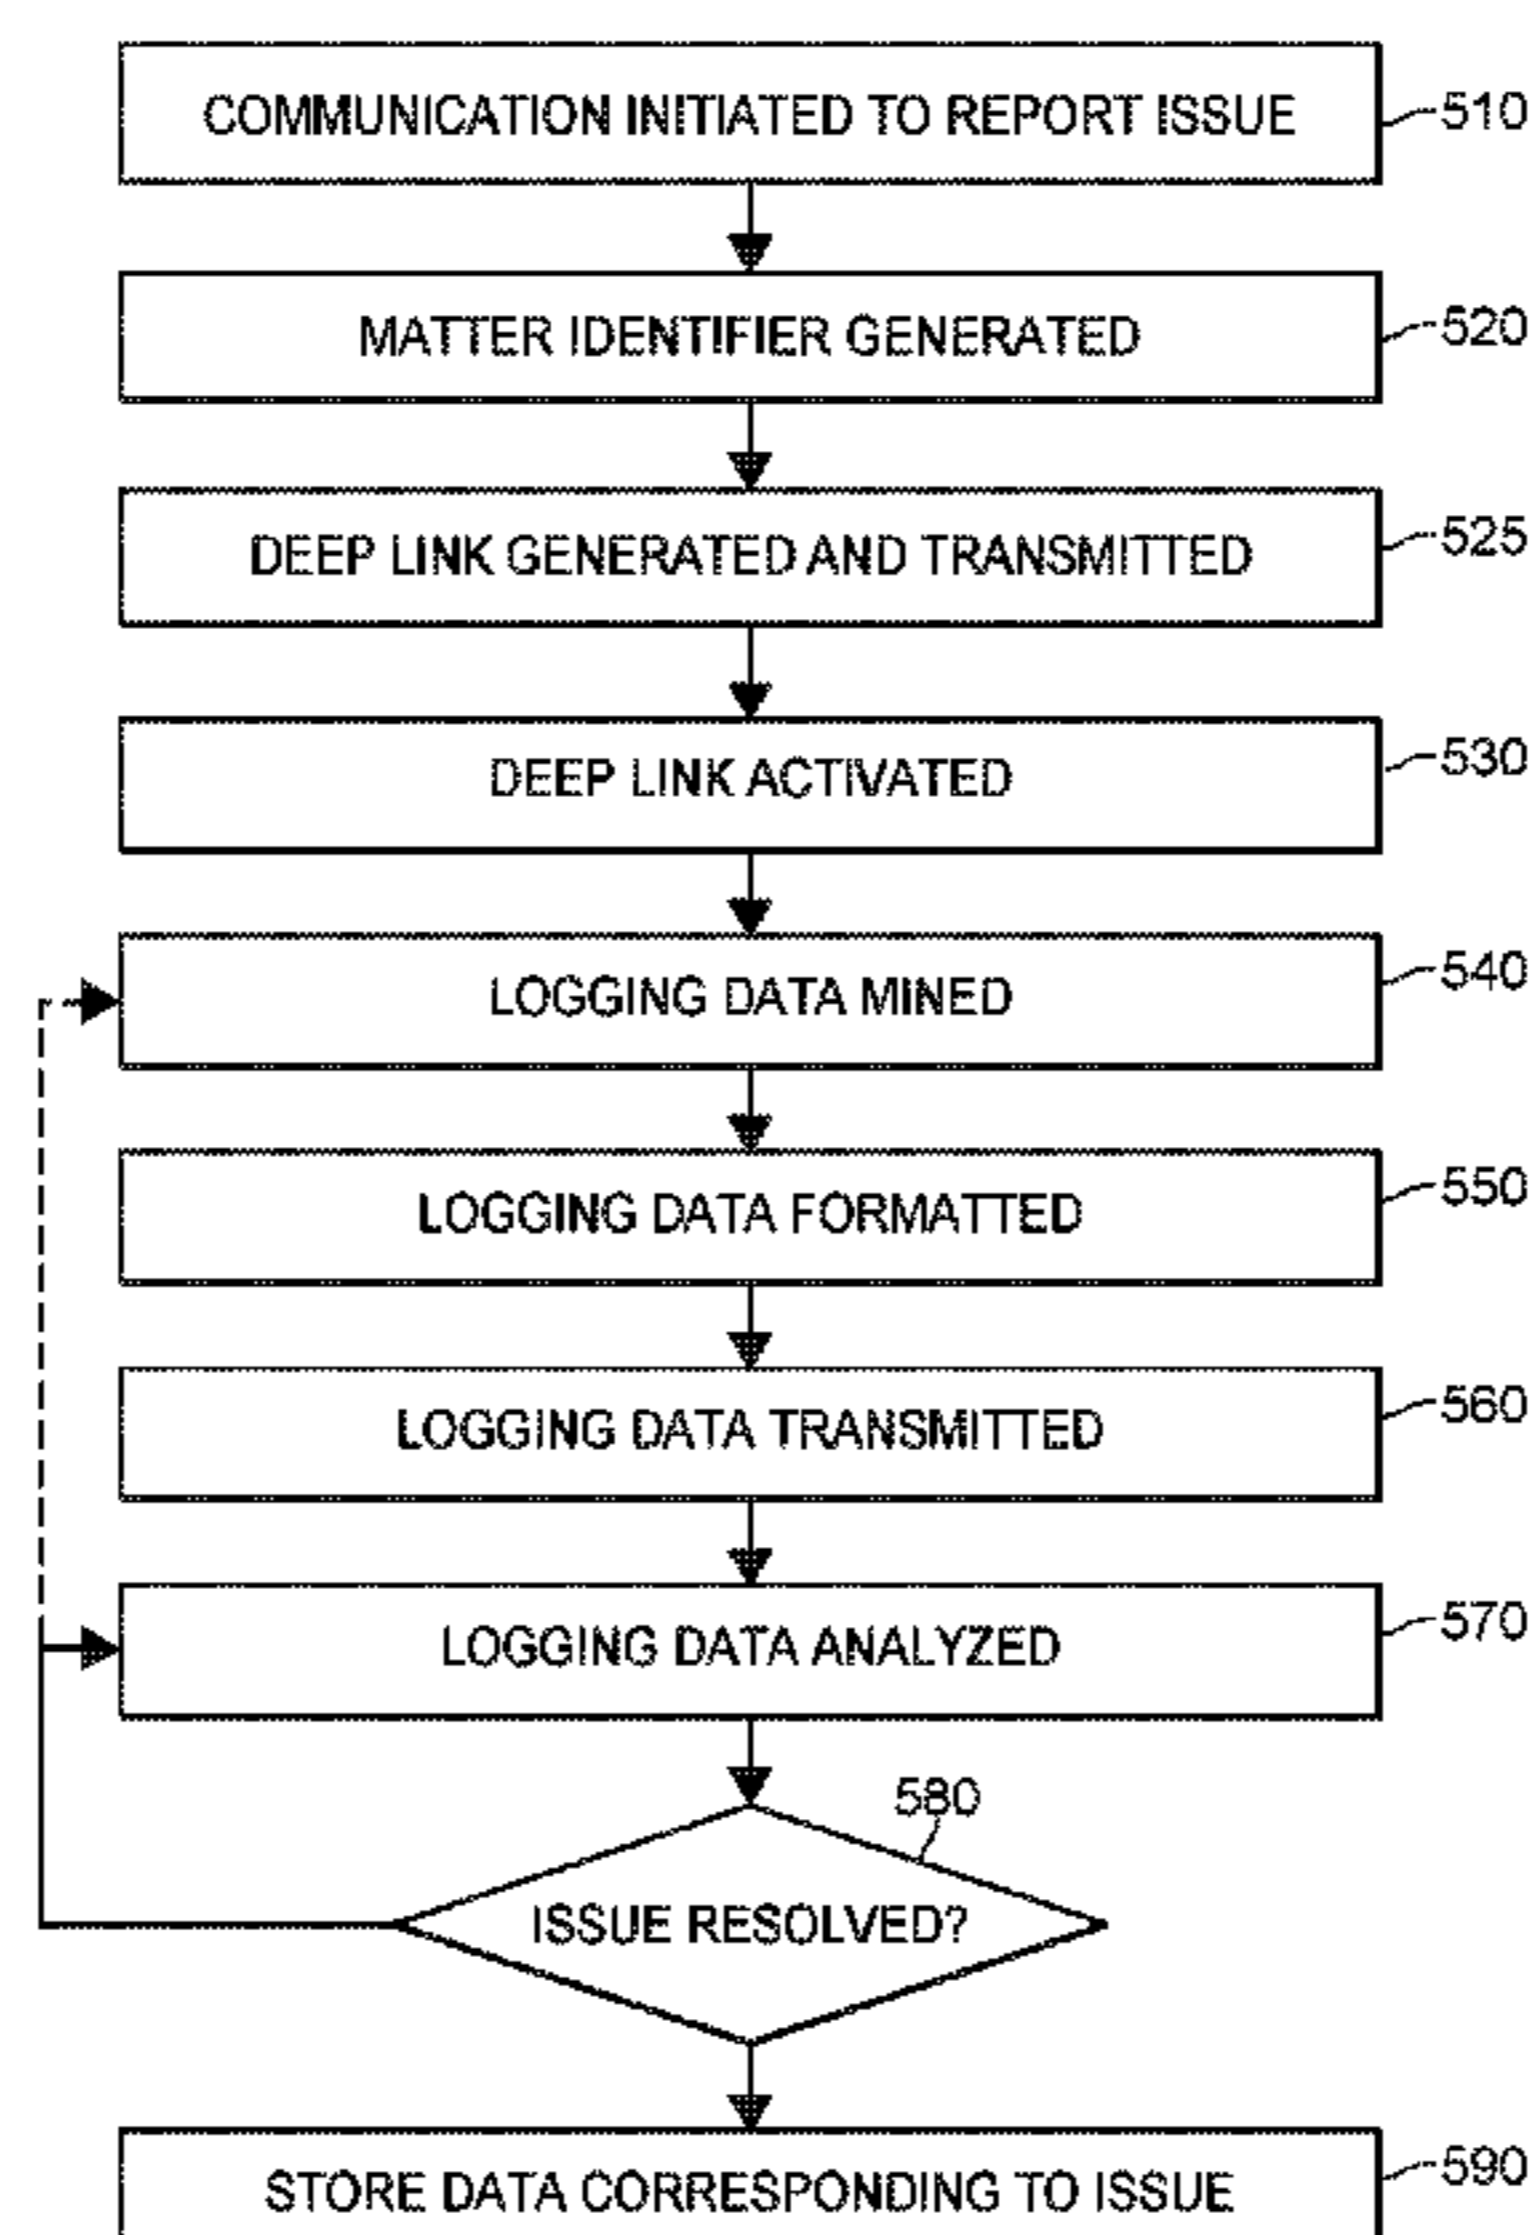 COMMUNICATION INITIATED TO REPORT ISSUE
510
MATTER IDENTIFIER GENERATED
520
DEEP LINK GENERATED AND TRANSMITTED
525
DEEP LINK ACTIVATED
530
LOGGING DATA MINED
540
LOGGING DATA FORMATTED
550
LOGGING DATA TRANSMITTED
560
LOGGING DATA ANALYZED
570
580
ISSUE RESOLVED?
STORE DATA CORRESPONDING TO ISSUE
590